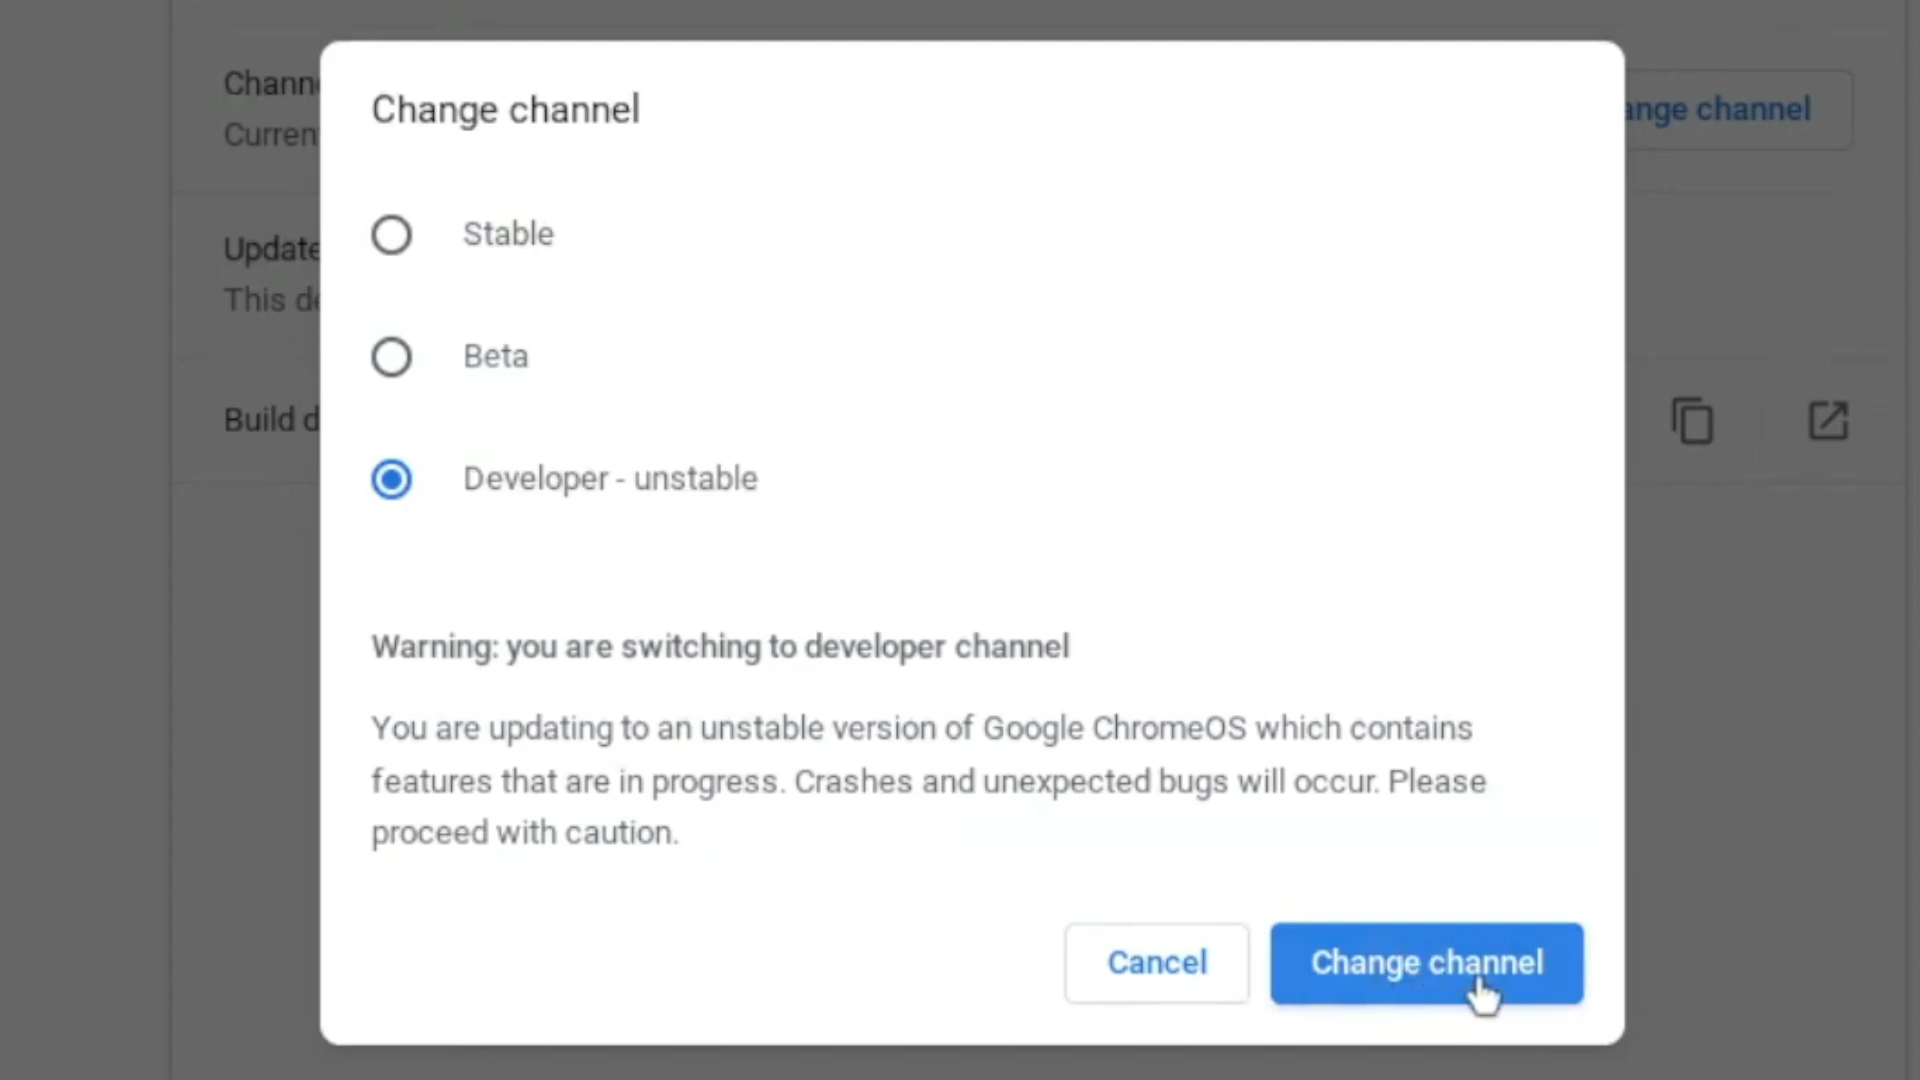 Change channel
Stable
Beta
Developer - unstable
Warning: you are switching to developer channel
You are updating to an unstable version of Google ChromeOS which contains
features that are in progress. Crashes and unexpected bugs will occur. Please
proceed with caution.
Cancel
Change channel
Chann
Curren
ange channel
Update
This de
Build d